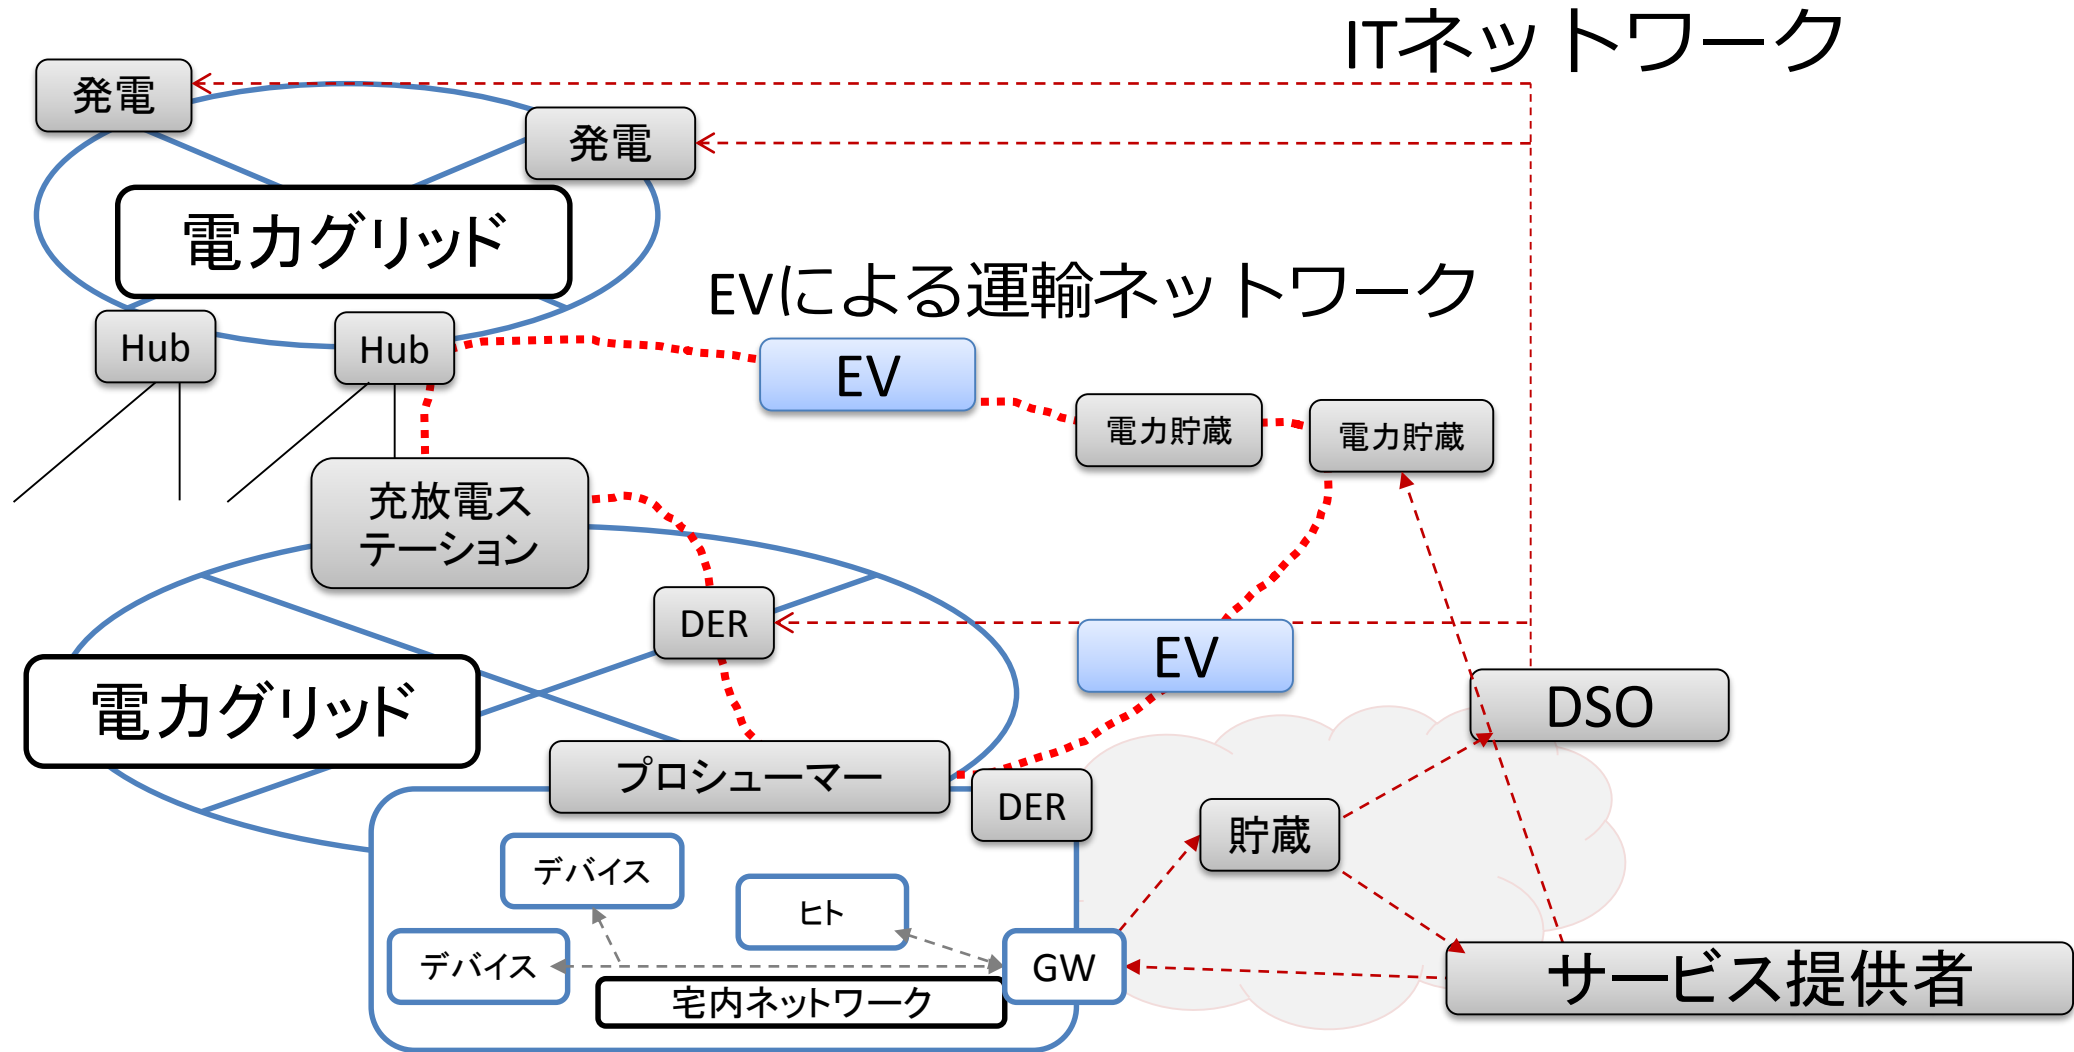 ITネットワーク
発電
発電
電力グリッド
EVによる運輸ネットワーク
Hub
Hub
EV
電力貯蔵
電力貯蔵
充放電ス
テーション
DER
EV
電力グリッド
DSO
プロシューマー
DER
貯蔵
デバイス
ヒト
デバイス
GW
サービス提供者
宅内ネットワーク